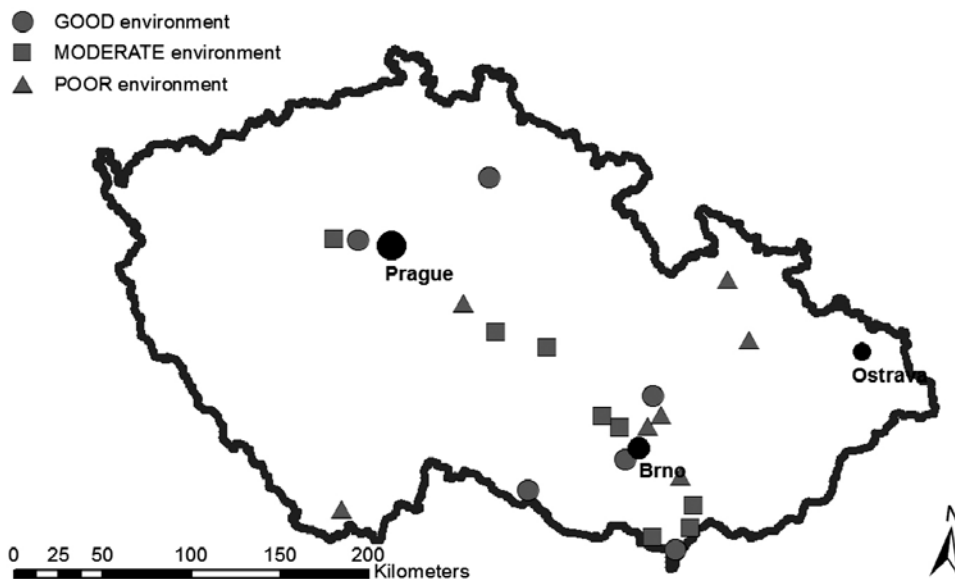 GOOD environment
MODERATE environment
POOR environment
Prague
Ostrava
Brno
N
0 25 50 100 150 200
Kilometers